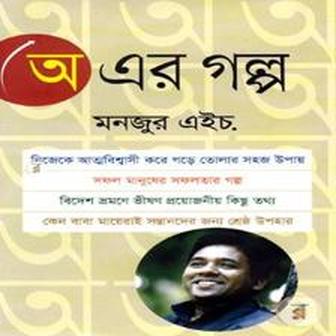 অ এর গল্প
মনজুর এইচ.
নিজেকে আত্মবিশ্বাসী করে গড়ে তোলার সহজ উপায়
সফল মানুষের সফলতার গল্প
বিদেশ ভ্রমণে ভীষণ প্রয়োজনীয় কিছু তথ্য
কেন বাবা মায়েরাই সন্তানদের জন্য শ্রেষ্ঠ উপহার